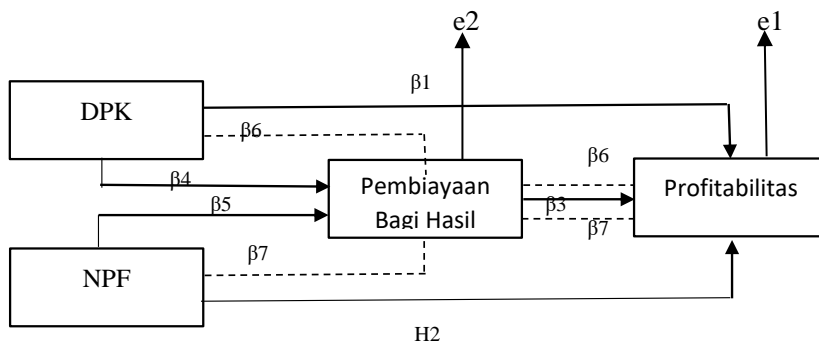 e2
e1
DPK
β1
β6
β4
β5
Pembiayaan
Bagi Hasil
β6
β3
β7
Profitabilitas
NPF
β7
H2